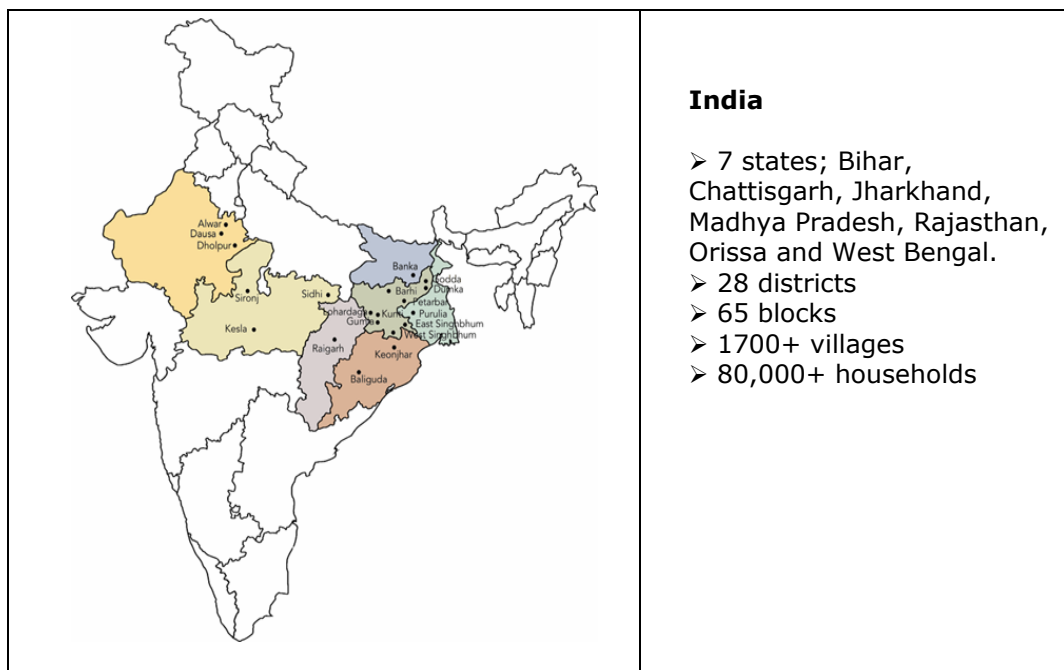 Alwar
Dausa
Dholpur
Sironj
Sidhi
Kesla
Banka
Godda
Dumka
Barhi
Petarbar
Lohardaga
Kunti
Purulia
Gumla
East Singhbhum
West Singhbhum
Raigarh
Keonjhar
Baliguda
India
➢ 7 states; Bihar,
Chattisgarh, Jharkhand,
Madhya Pradesh, Rajasthan,
Orissa and West Bengal.
➢ 28 districts
➢ 65 blocks
➢ 1700+ villages
➢ 80,000+ households